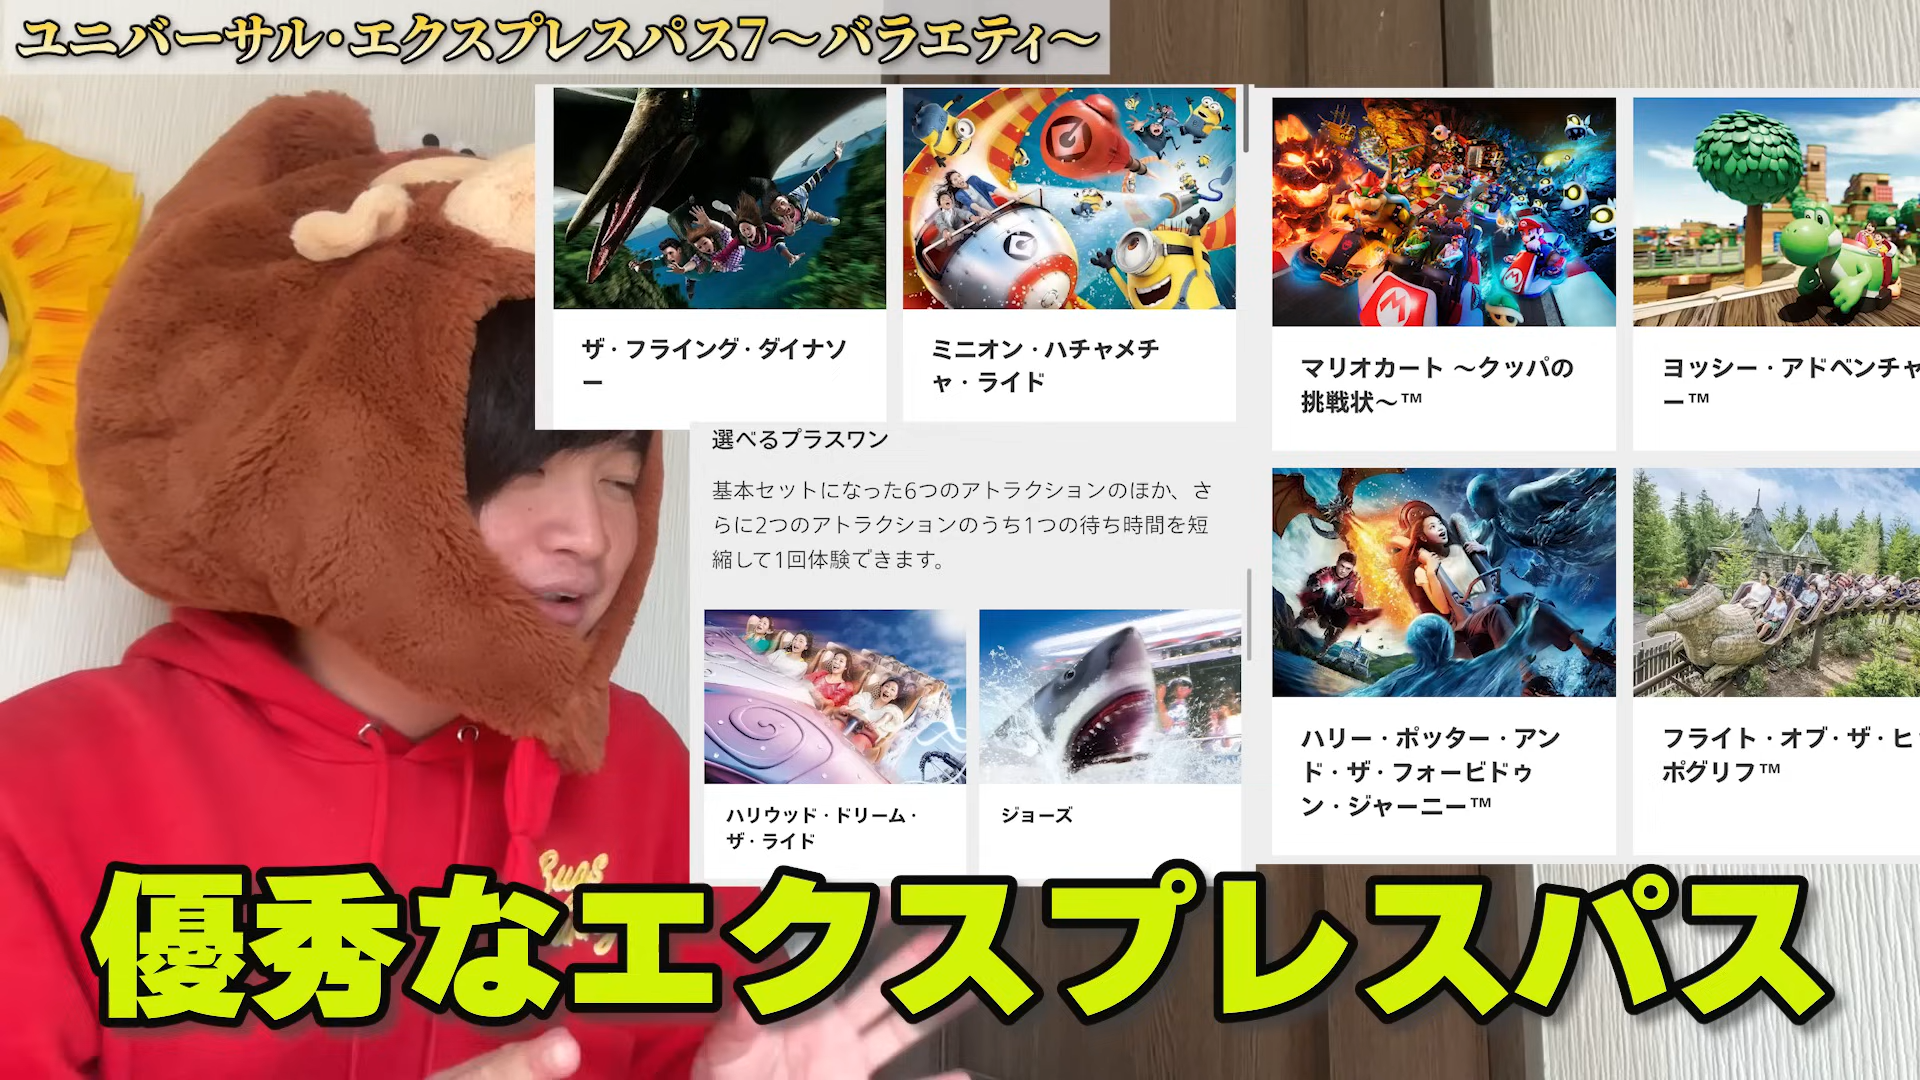 ユニバーサル・エクスプレスパス7〜バラエティ〜
ザ・フライング・ダイナソ
ー
ミニオン・ハチャメチ
ャ・ライド
マリオカート 〜クッパの
挑戦状〜™
ヨッシー・アドベンチャ
ー™
選べるプラスワン
基本セットになった6つのアトラクションのほか、さ
らに2つのアトラクションのうち1つの待ち時間を短
縮して1回体験できます。
ハリウッド・ドリーム・
ザ・ライド
ジョーズ
ハリー・ポッター・アン
ド・ザ・フォービドゥ
ン・ジャーニー™
フライト・オブ・ザ・ヒ
ポグリフ™
Rugs
優秀なエクスプレスパス